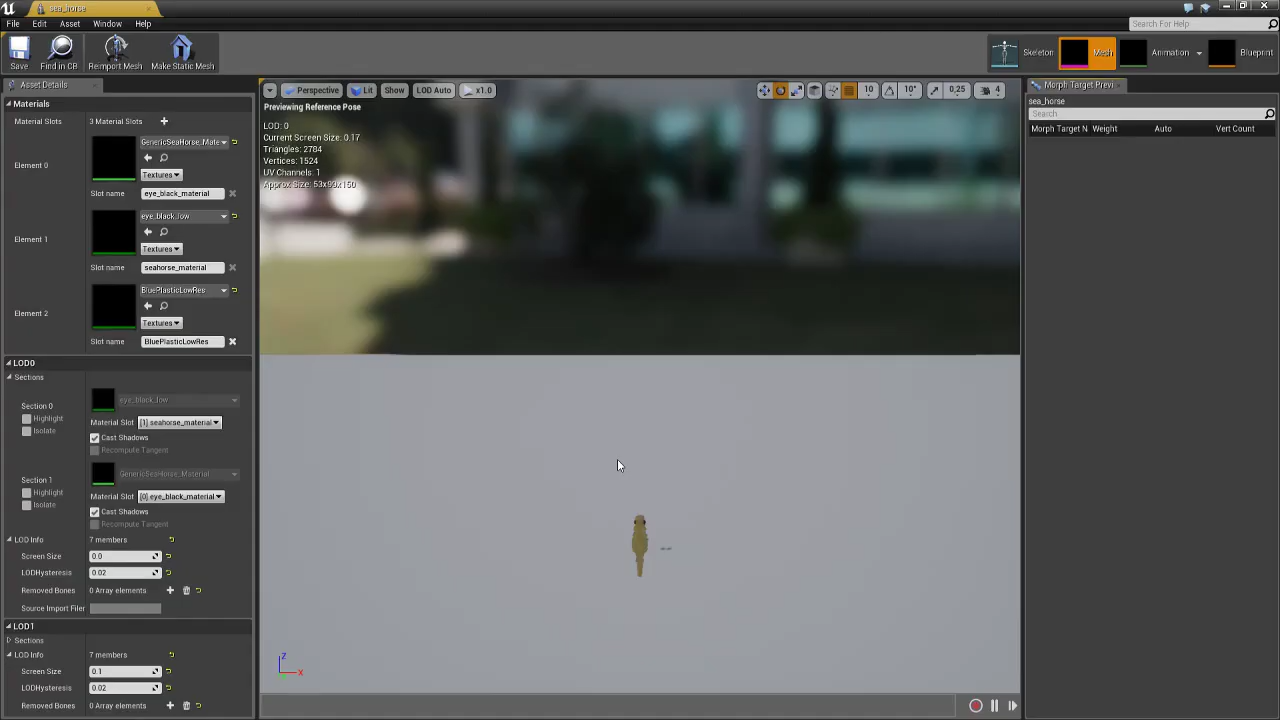 sea_horse
File Edit Asset Window Help
Search For Help
Save Find in CB Reimport Mesh Make Static Mesh
Skeleton Mesh Animation Blueprint
Asset Details
Materials
Material Slots 3 Material Slots
Element 0
GenericSeaHorse_Mate
Textures
Slot name eye_black_material
Element 1
eye_black_low
Textures
Slot name seahorse_material
Element 2
BluePlasticLowRes
Textures
Slot name BluePlasticLowRes
LOD0
Sections
Section 0
eye_black_low
Highlight
Isolate
Material Slot [1] seahorse_material
Cast Shadows
Recompute Tangent
Section 1
GenericSeaHorse_Material
Highlight
Isolate
Material Slot [0] eye_black_material
Cast Shadows
Recompute Tangent
LOD Info 7 members
Screen Size 0.0
LODHysteresis 0.02
Removed Bones 0 Array elements
Source Import Filer
LOD1
Sections
LOD Info 7 members
Screen Size 0.1
LODHysteresis 0.02
Removed Bones 0 Array elements
Perspective Lit Show LOD Auto x1.0
10 10° 0.25 4
Previewing Reference Pose
LOD: 0
Current Screen Size: 0.17
Triangles: 2784
Vertices: 1524
UV Channels: 1
Approx Size: 53x93x150
Z
X
Morph Target Previ
sea_horse
Search
Morph Target N Weight Auto Vert Count